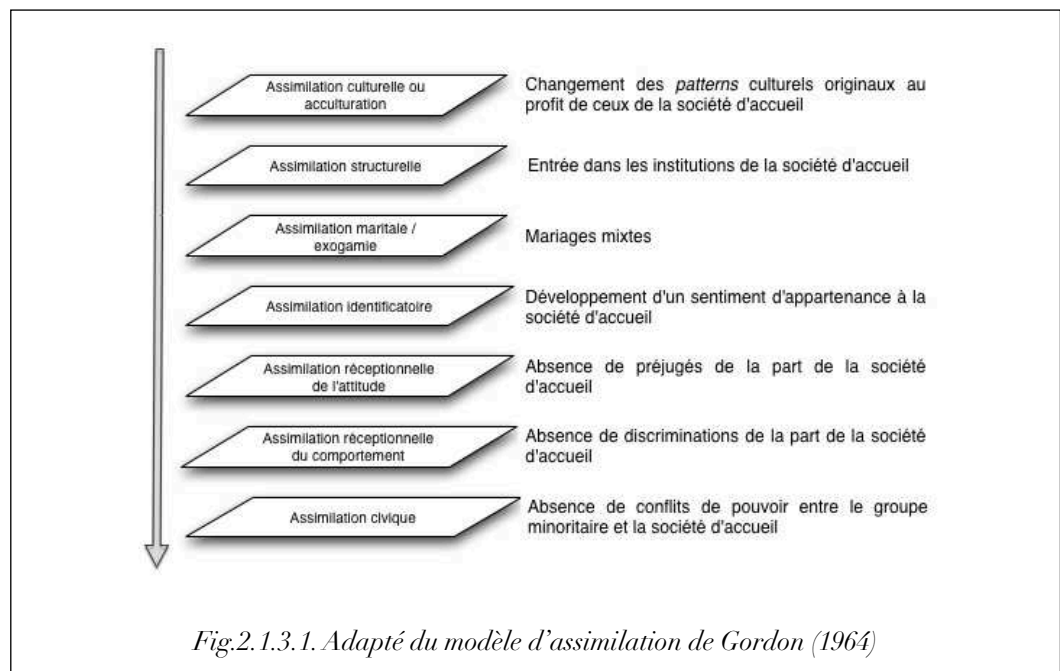 Assimilation culturelle ou
acculturation
Changement des patterns culturels originaux au
profit de ceux de la société d'accueil
Assimilation structurelle
Entrée dans les institutions de la société d'accueil
Assimilation maritale /
exogamie
Mariages mixtes
Assimilation identificatoire
Développement d'un sentiment d'appartenance à la
société d'accueil
Assimilation réceptionnelle
de l'attitude
Absence de préjugés de la part de la société
d'accueil
Assimilation réceptionnelle
du comportement
Absence de discriminations de la part de la société
d'accueil
Assimilation civique
Absence de conflits de pouvoir entre le groupe
minoritaire et la société d'accueil
Fig.2.1.3.1. Adapté du modèle d'assimilation de Gordon (1964)